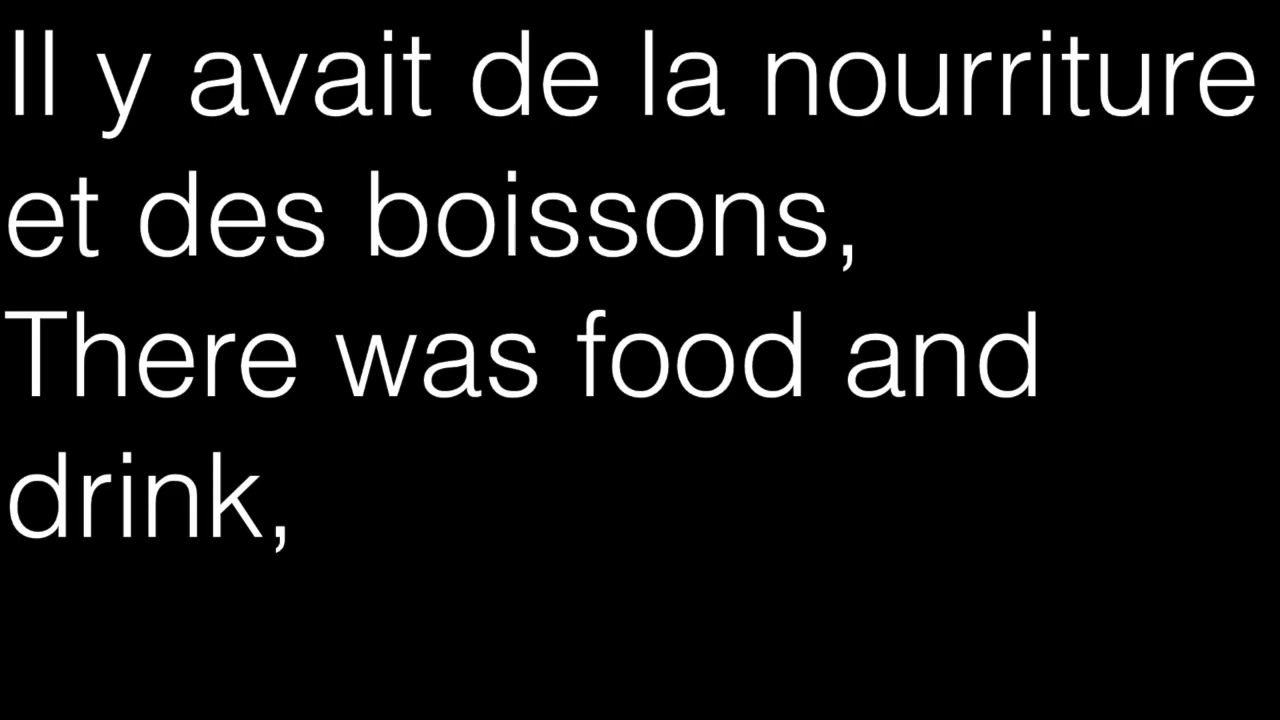 Il y avait de la nourriture
et des boissons,
There was food and
drink,